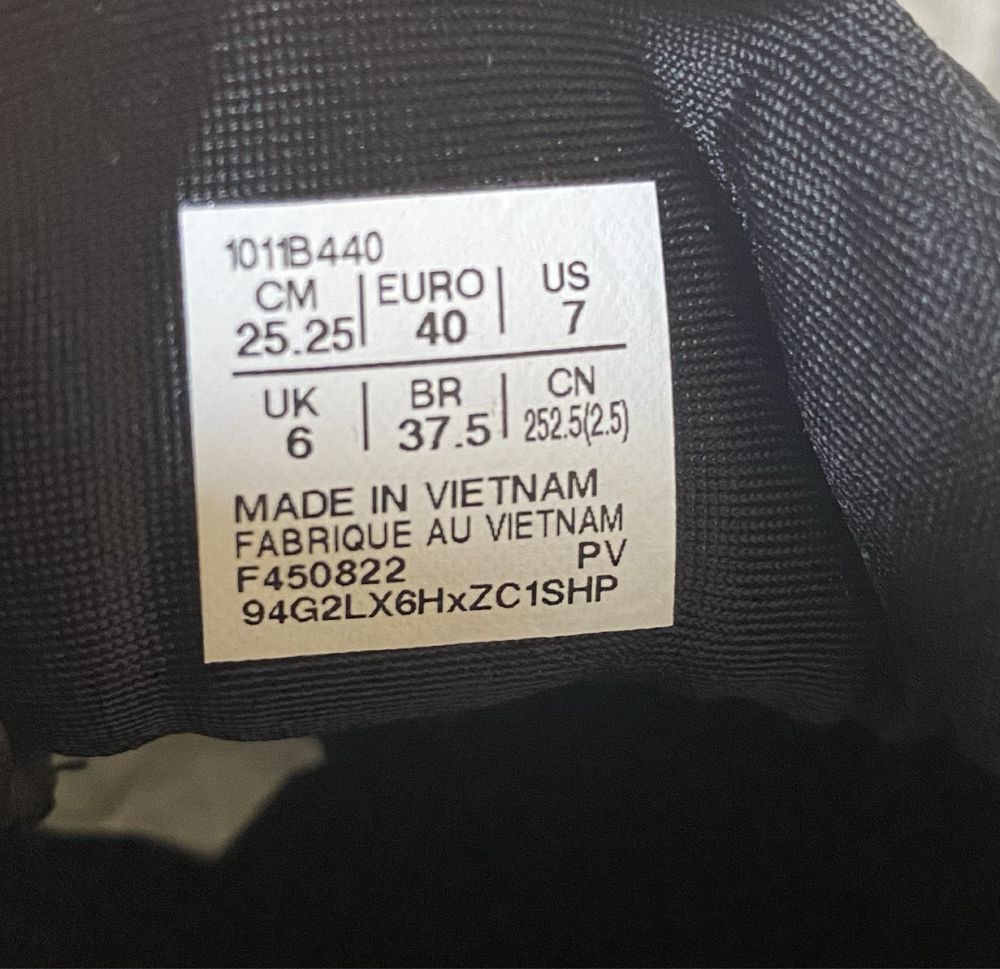 1011B440
CM | EURO | US
25.25 | 40 | 7
UK | BR | CN
6 | 37.5 | 252.5(2.5)
MADE IN VIETNAM
FABRIQUE AU VIETNAM
F450822 PV
94G2LX6HxZC1SHP